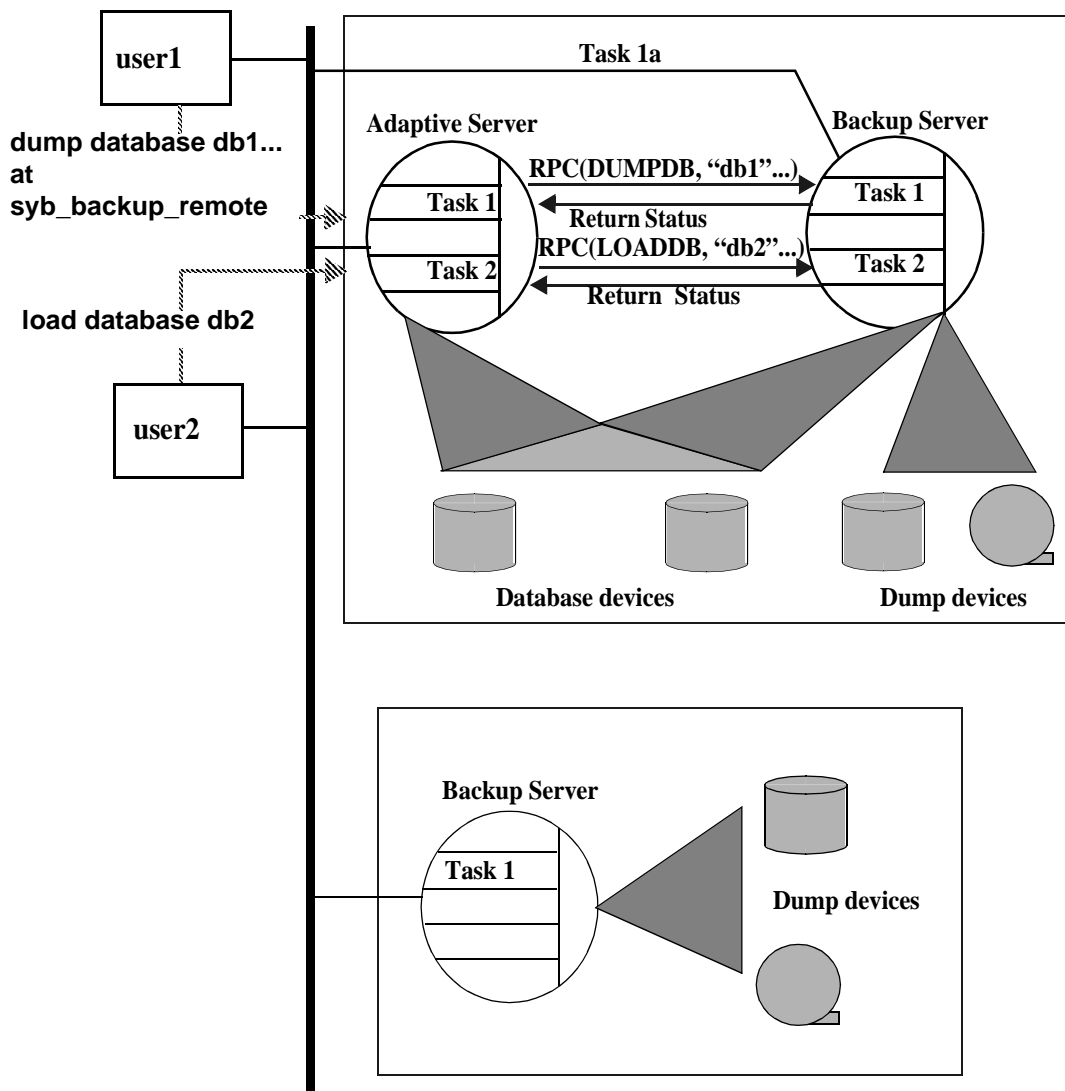 user1
Task 1a
dump database db1...
at
syb_backup_remote
Adaptive Server
Backup Server
RPC(DUMPDB, “db1”...)
Task 1
Task 1
Return Status
RPC(LOADDB, “db2”...)
Task 2
Task 2
Return Status
load database db2
user2
Database devices
Dump devices
Backup Server
Task 1
Dump devices